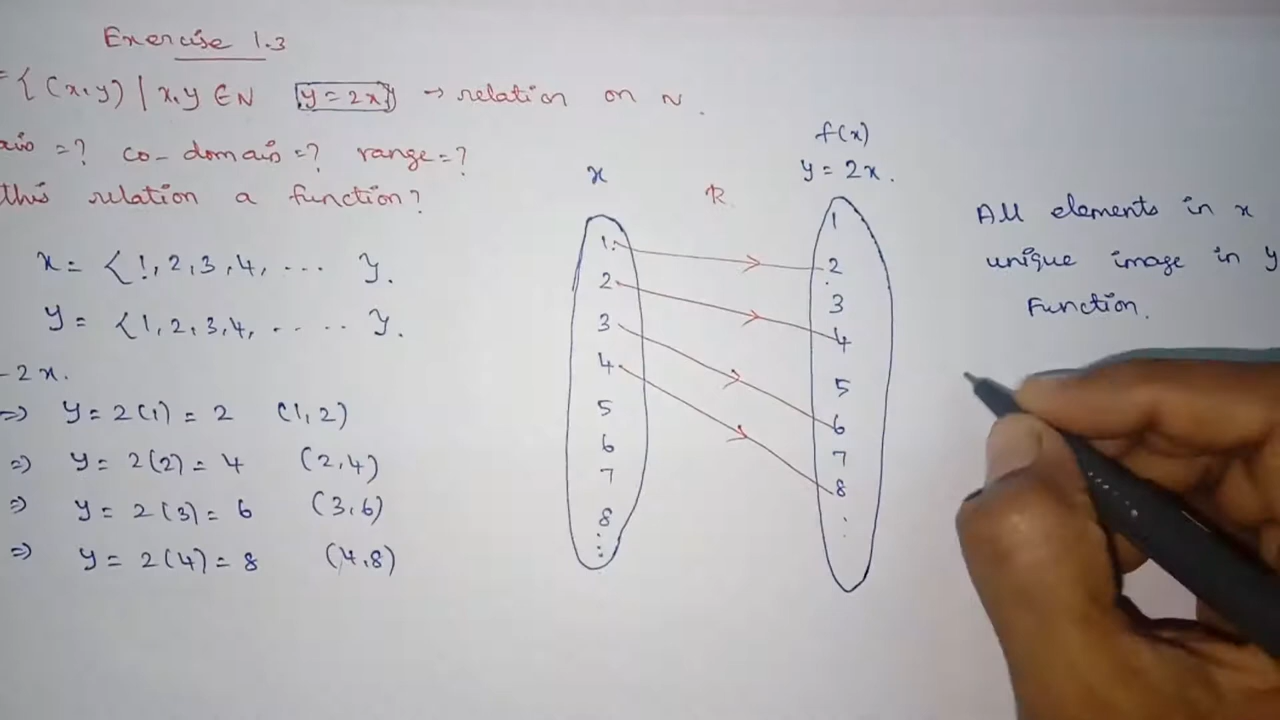 Exercise 1.3
= { (x,y) / x,y ∈ N y = 2x } → relation on N.
=? co-domain =? range =?
this relation a function?
x = {1, 2, 3, 4, ... }.
y = {1, 2, 3, 4, ..... }.
2x.
⇒ y = 2(1) = 2 (1,2)
⇒ y = 2(2) = 4 (2,4)
⇒ y = 2(3) = 6 (3,6)
⇒ y = 2(4) = 8 (4,8)
x
R
f(x)
y = 2x.
1
2
3
4
5
6
7
8
...
1
2
3
4
5
6
7
8
..
All elements in x
unique image in y
Function.